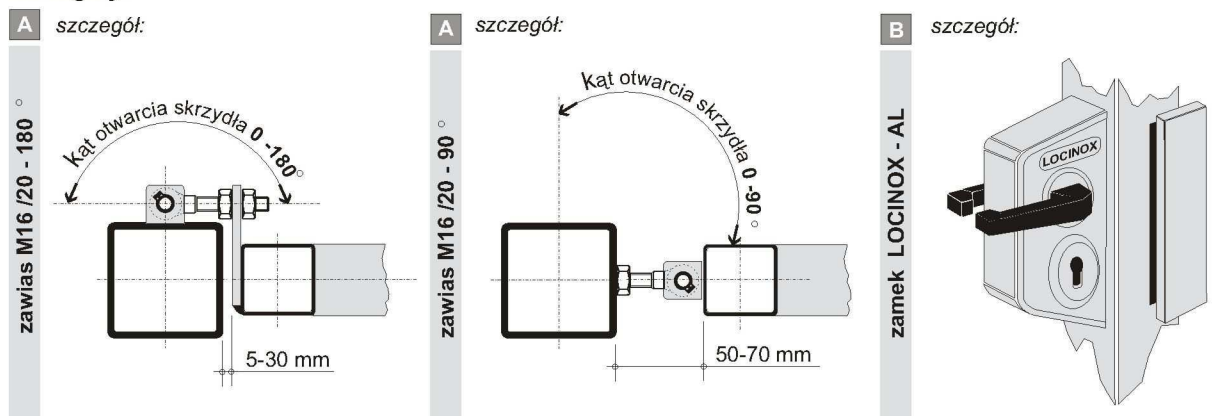 A szczegół:
zawias M16 /20 - 180°
Kąt otwarcia skrzydła 0 -180°
5-30 mm
A szczegół:
zawias M16 /20 - 90°
Kąt otwarcia skrzydła 0 -90°
50-70 mm
B szczegół:
zamek LOCINOX - AL
LOCINOX